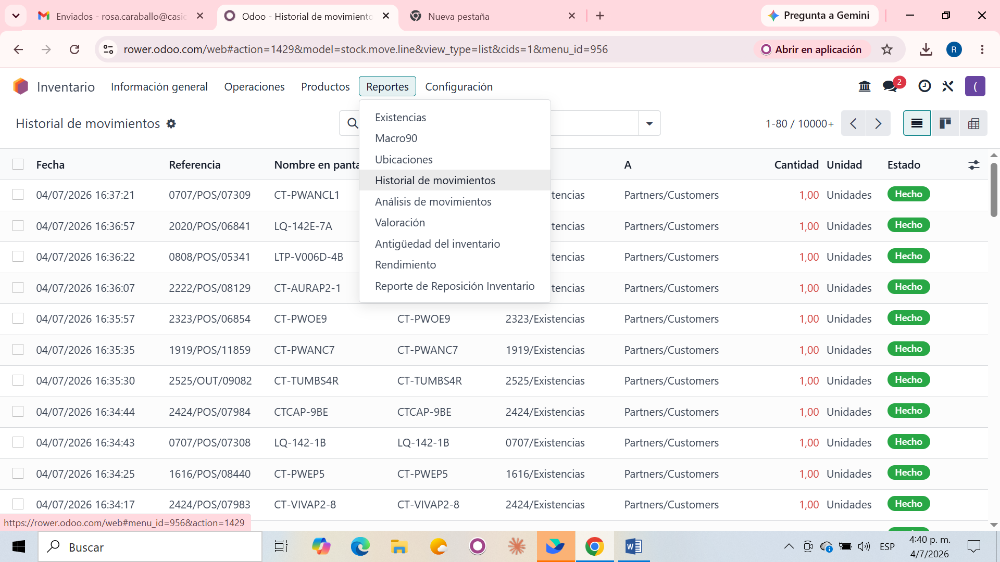 Enviados - rosa.caraballo@casic
Odoo - Historial de movimiento
Nueva pestaña
Pregunta a Gemini
rower.odoo.com/web#action=1429&model=stock.move.line&view_type=list&cids=1&menu_id=956
Abrir en aplicación
R
Inventario Información general Operaciones Productos Reportes Configuración
2
(
Historial de movimientos
1-80 / 10000+
Existencias
Macro90
Ubicaciones
Historial de movimientos
Análisis de movimientos
Valoración
Antigüedad del inventario
Rendimiento
Reporte de Reposición Inventario
Fecha Referencia Nombre en panta A Cantidad Unidad Estado
04/07/2026 16:37:21 0707/POS/07309 CT-PWANCL1 tencias Partners/Customers 1,00 Unidades Hecho
04/07/2026 16:36:57 2020/POS/06841 LQ-142E-7A tencias Partners/Customers 1,00 Unidades Hecho
04/07/2026 16:36:22 0808/POS/05341 LTP-V006D-4B tencias Partners/Customers 1,00 Unidades Hecho
04/07/2026 16:36:07 2222/POS/08129 CT-AURAP2-1 tencias Partners/Customers 1,00 Unidades Hecho
04/07/2026 16:35:57 2323/POS/06854 CT-PWOE9 CT-PWOE9 2323/Existencias Partners/Customers 1,00 Unidades Hecho
04/07/2026 16:35:35 1919/POS/11859 CT-PWANC7 CT-PWANC7 1919/Existencias Partners/Customers 1,00 Unidades Hecho
04/07/2026 16:35:30 2525/OUT/09082 CT-TUMBS4R CT-TUMBS4R 2525/Existencias Partners/Customers 1,00 Unidades Hecho
04/07/2026 16:34:44 2424/POS/07984 CTCAP-9BE CTCAP-9BE 2424/Existencias Partners/Customers 1,00 Unidades Hecho
04/07/2026 16:34:43 0707/POS/07308 LQ-142-1B LQ-142-1B 0707/Existencias Partners/Customers 1,00 Unidades Hecho
04/07/2026 16:34:25 1616/POS/08440 CT-PWEP5 CT-PWEP5 1616/Existencias Partners/Customers 1,00 Unidades Hecho
04/07/2026 16:34:17 2424/POS/07983 CT-VIVAP2-8 CT-VIVAP2-8 2424/Existencias Partners/Customers 1,00 Unidades Hecho
https://rower.odoo.com/web#menu_id=956&action=1429
Buscar
ESP
4:40 p. m.
4/7/2026